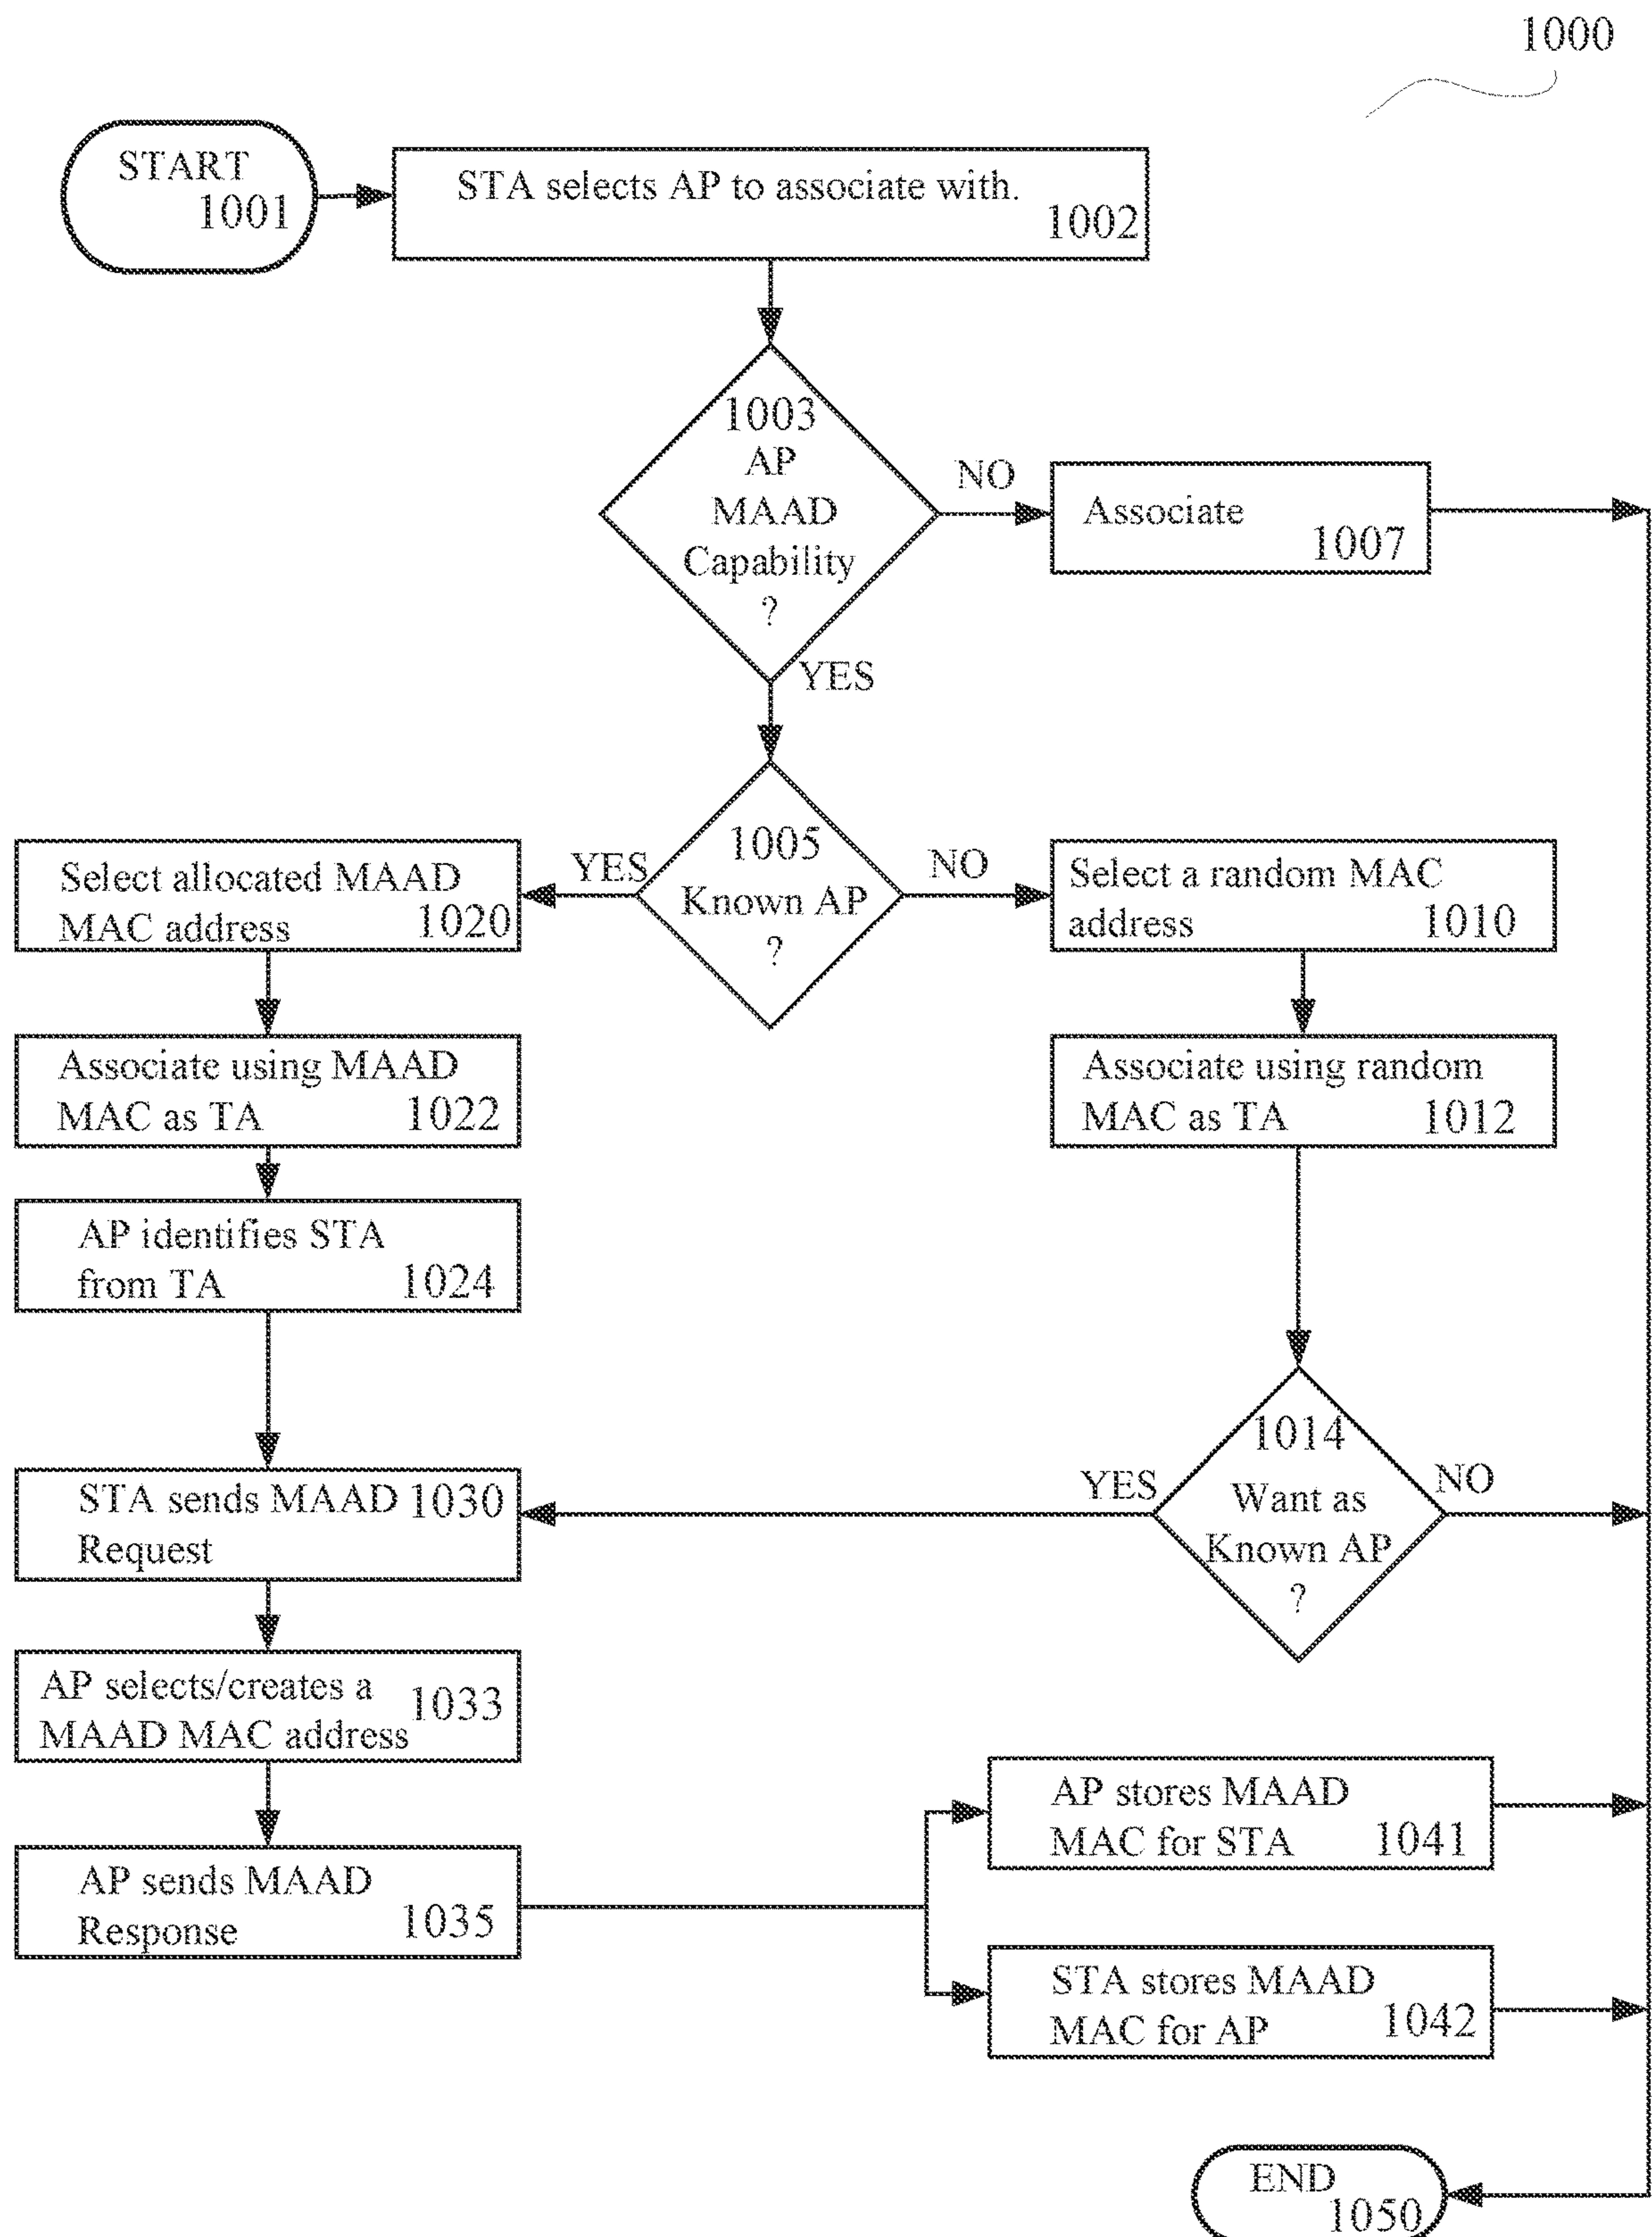 1000
START
1001
STA selects AP to associate with.
1002
1003
AP
MAAD
Capability
?
NO
Associate
1007
YES
1005
Known AP
?
YES
NO
Select allocated MAAD
MAC address 1020
Select a random MAC
address 1010
Associate using MAAD
MAC as TA 1022
Associate using random
MAC as TA 1012
AP identifies STA
from TA 1024
1014
Want as
Known AP
?
YES
NO
STA sends MAAD 1030
Request
AP selects/creates a
MAAD MAC address 1033
AP sends MAAD
Response 1035
AP stores MAAD
MAC for STA 1041
STA stores MAAD
MAC for AP 1042
END
1050